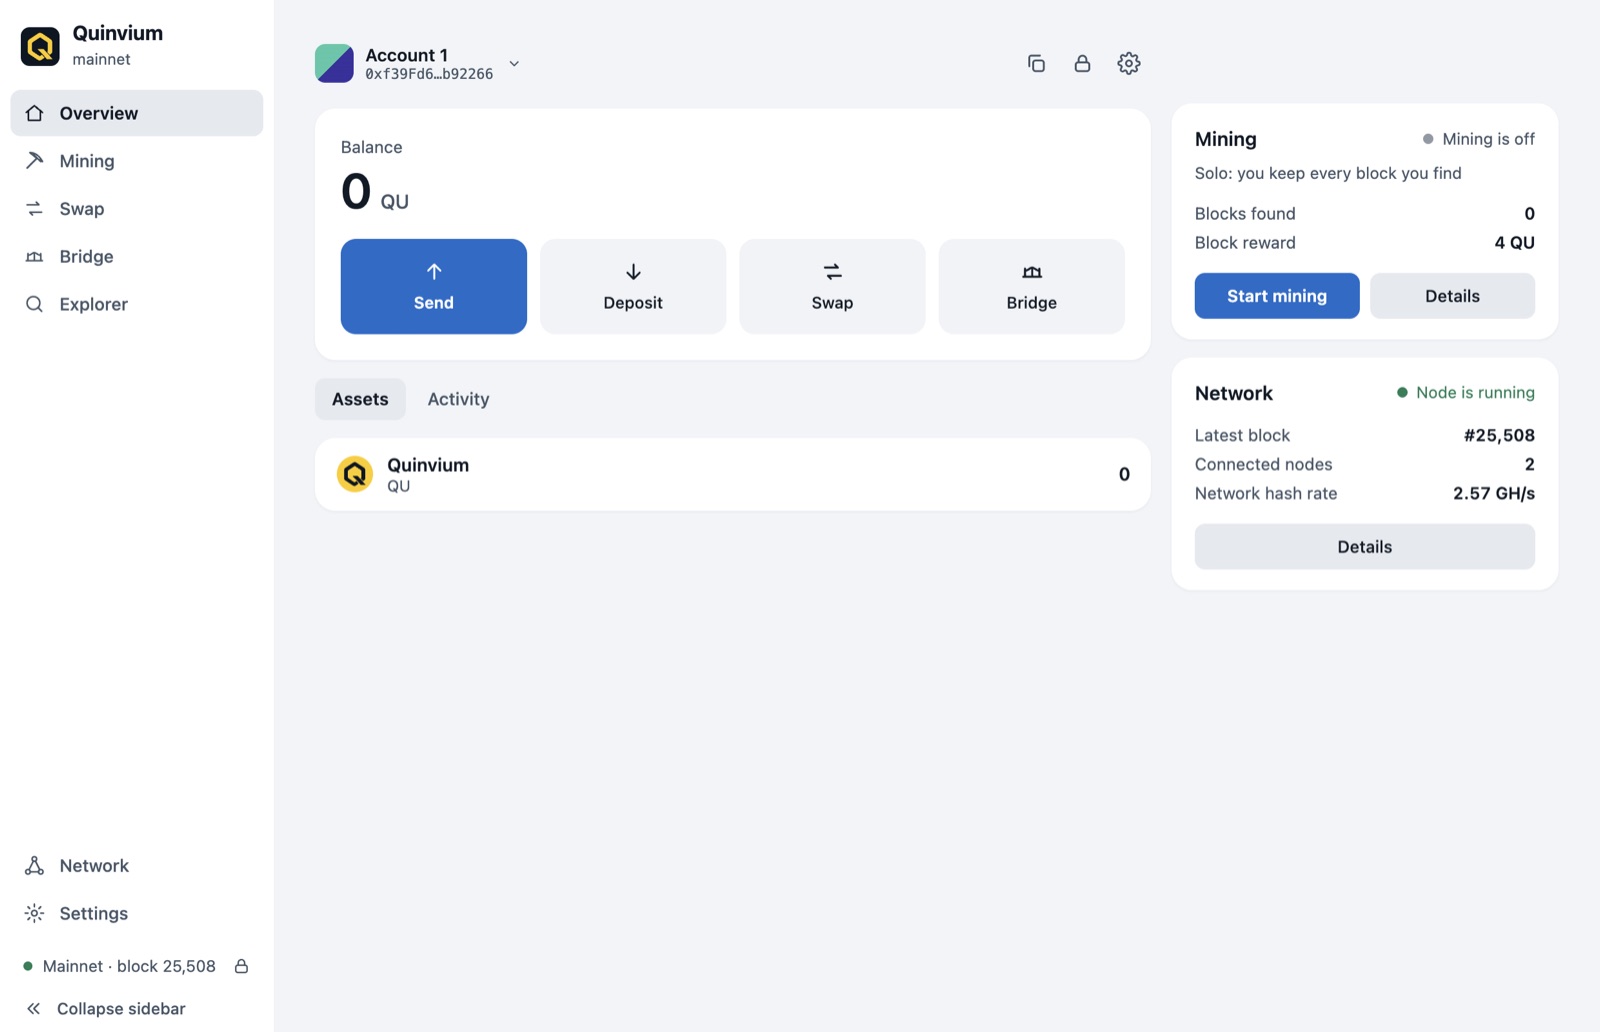 Quinvium
mainnet
Overview
Mining
Swap
Bridge
Explorer
Network
Settings
Mainnet · block 25,508
Collapse sidebar
Account 1
0xf39Fd6…b92266
Balance
0 QU
Send
Deposit
Swap
Bridge
Assets
Activity
Quinvium
QU
0
Mining
Mining is off
Solo: you keep every block you find
Blocks found 0
Block reward 4 QU
Start mining
Details
Network
Node is running
Latest block #25,508
Connected nodes 2
Network hash rate 2.57 GH/s
Details